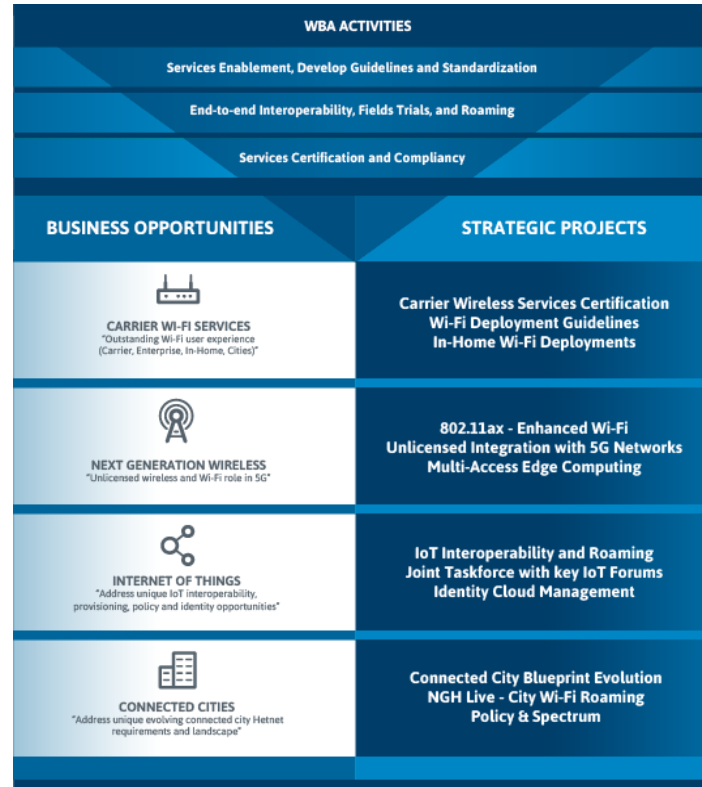 WBA ACTIVITIES
Services Enablement, Develop Guidelines and Standardization
End-to-end Interoperability, Fields Trials, and Roaming
Services Certification and Compliancy
BUSINESS OPPORTUNITIES
STRATEGIC PROJECTS
CARRIER WI-FI SERVICES
"Outstanding Wi-Fi user experience
(Carrier, Enterprise, In-Home, Cities)"
Carrier Wireless Services Certification
Wi-Fi Deployment Guidelines
In-Home Wi-Fi Deployments
NEXT GENERATION WIRELESS
"Unlicensed wireless and Wi-Fi role in 5G"
802.11ax - Enhanced Wi-Fi
Unlicensed Integration with 5G Networks
Multi-Access Edge Computing
INTERNET OF THINGS
"Address unique IoT interoperability,
provisioning, policy and identity opportunities"
IoT Interoperability and Roaming
Joint Taskforce with key IoT Forums
Identity Cloud Management
CONNECTED CITIES
"Address unique evolving connected city Hetnet
requirements and landscape"
Connected City Blueprint Evolution
NGH Live - City Wi-Fi Roaming
Policy & Spectrum